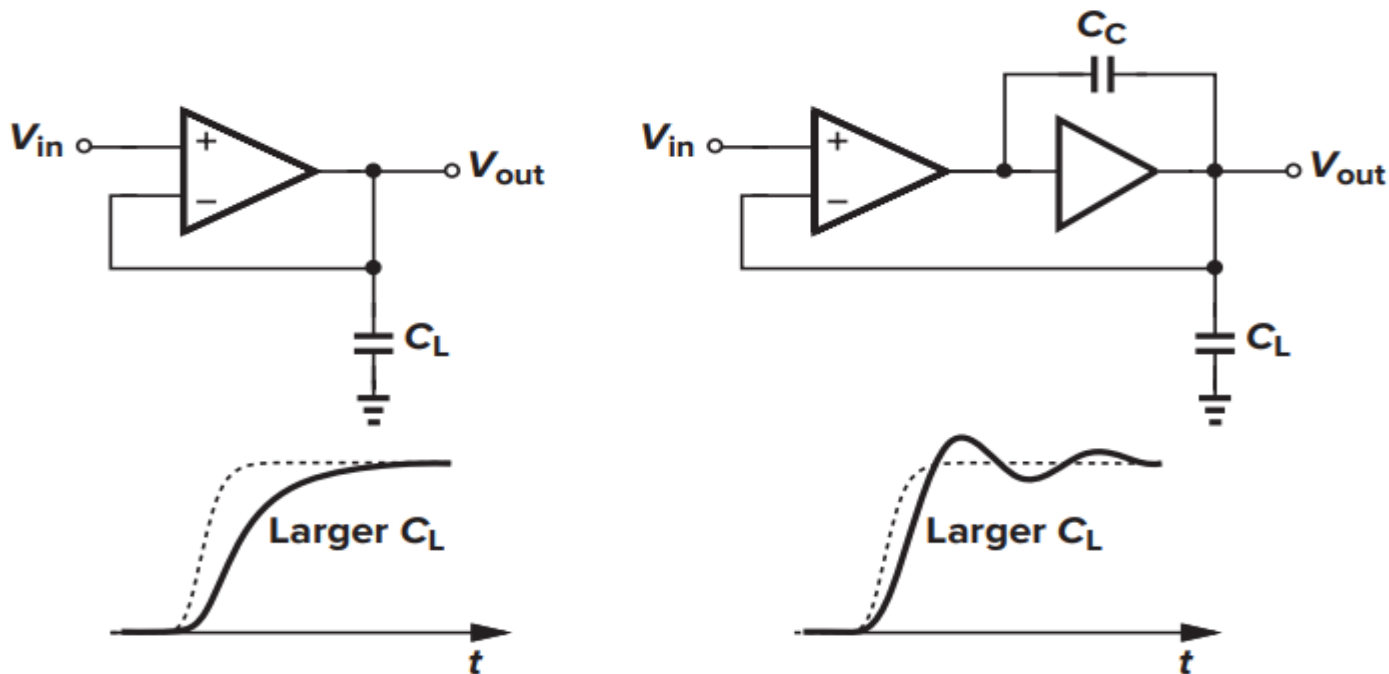 V_in
+
−
V_out
C_L
Larger C_L
t
C_C
V_in
+
−
V_out
C_L
Larger C_L
t